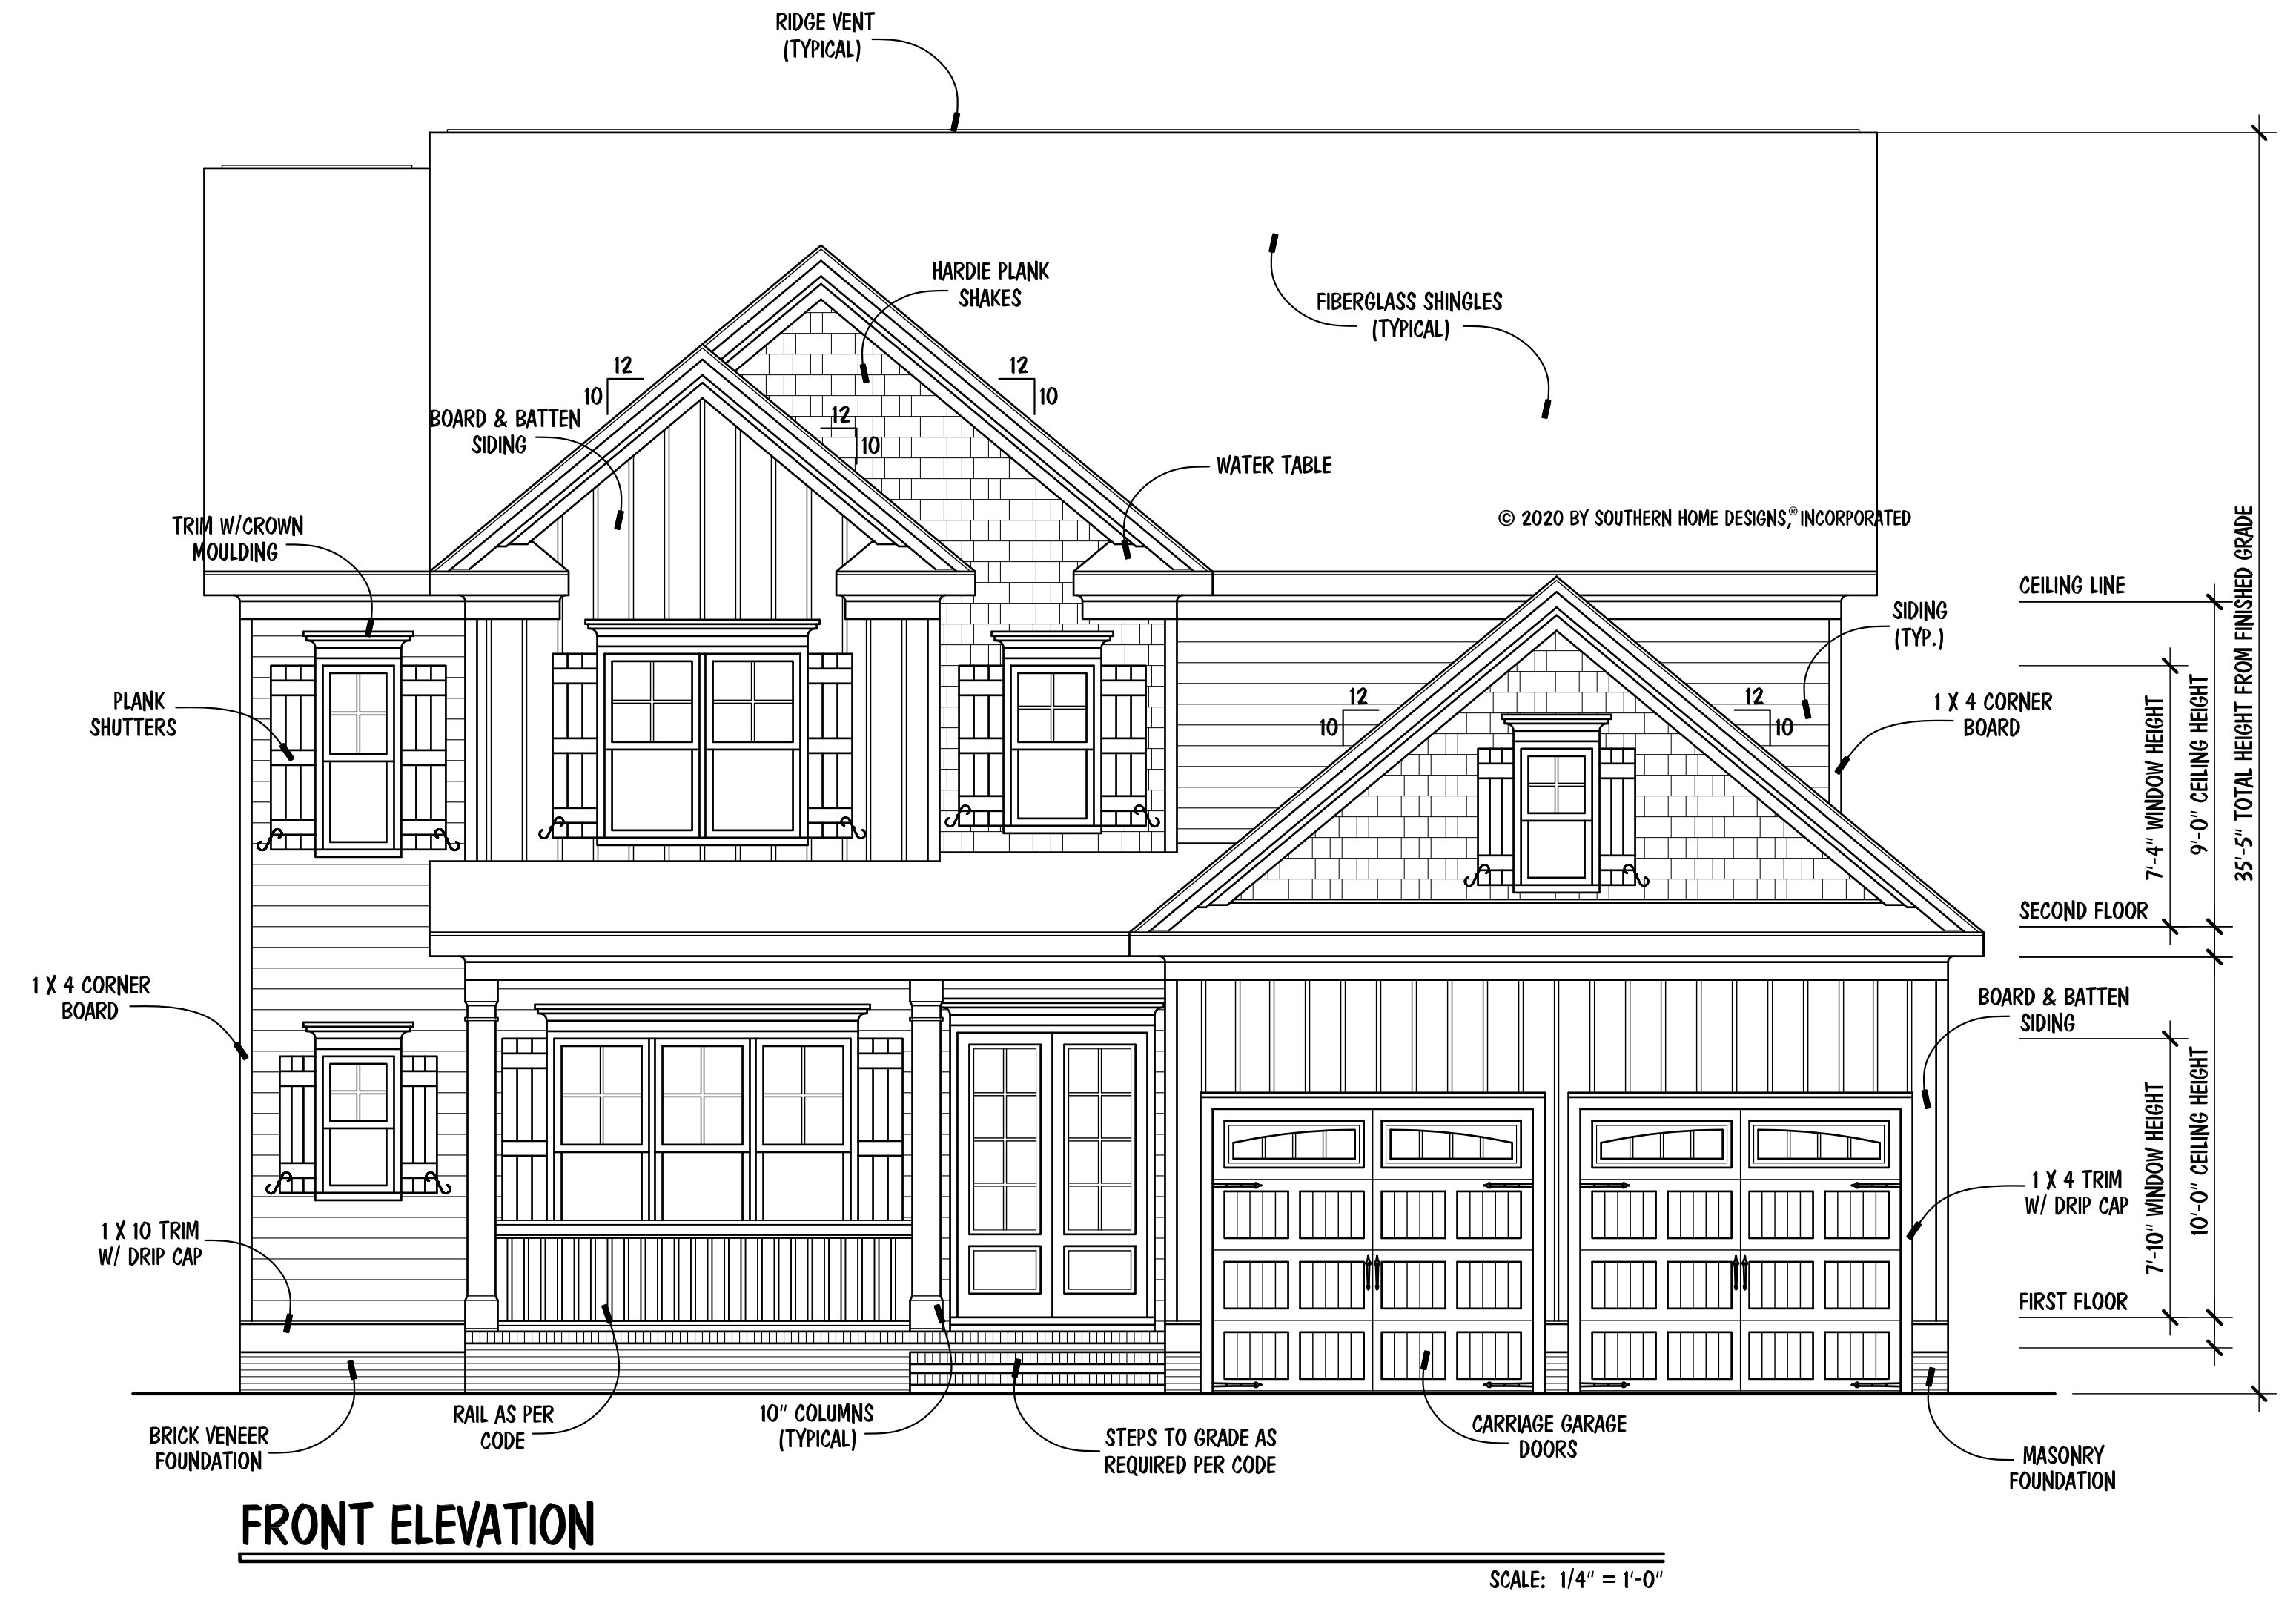 RIDGE VENT
(TYPICAL)
HARDIE PLANK
SHAKES
FIBERGLASS SHINGLES
(TYPICAL)
12
10
12
10
BOARD & BATTEN
SIDING
12
10
WATER TABLE
© 2020 BY SOUTHERN HOME DESIGNS,® INCORPORATED
TRIM W/CROWN
MOULDING
CEILING LINE
SIDING
(TYP.)
PLANK
SHUTTERS
12
10
12
10
1 X 4 CORNER
BOARD
7'-4" WINDOW HEIGHT
9'-0" CEILING HEIGHT
35'-5" TOTAL HEIGHT FROM FINISHED GRADE
SECOND FLOOR
1 X 4 CORNER
BOARD
BOARD & BATTEN
SIDING
7'-10" WINDOW HEIGHT
10'-0" CEILING HEIGHT
1 X 4 TRIM
W/ DRIP CAP
1 X 10 TRIM
W/ DRIP CAP
FIRST FLOOR
BRICK VENEER
FOUNDATION
RAIL AS PER
CODE
10" COLUMNS
(TYPICAL)
STEPS TO GRADE AS
REQUIRED PER CODE
CARRIAGE GARAGE
DOORS
MASONRY
FOUNDATION
FRONT ELEVATION
SCALE: 1/4" = 1'-0"